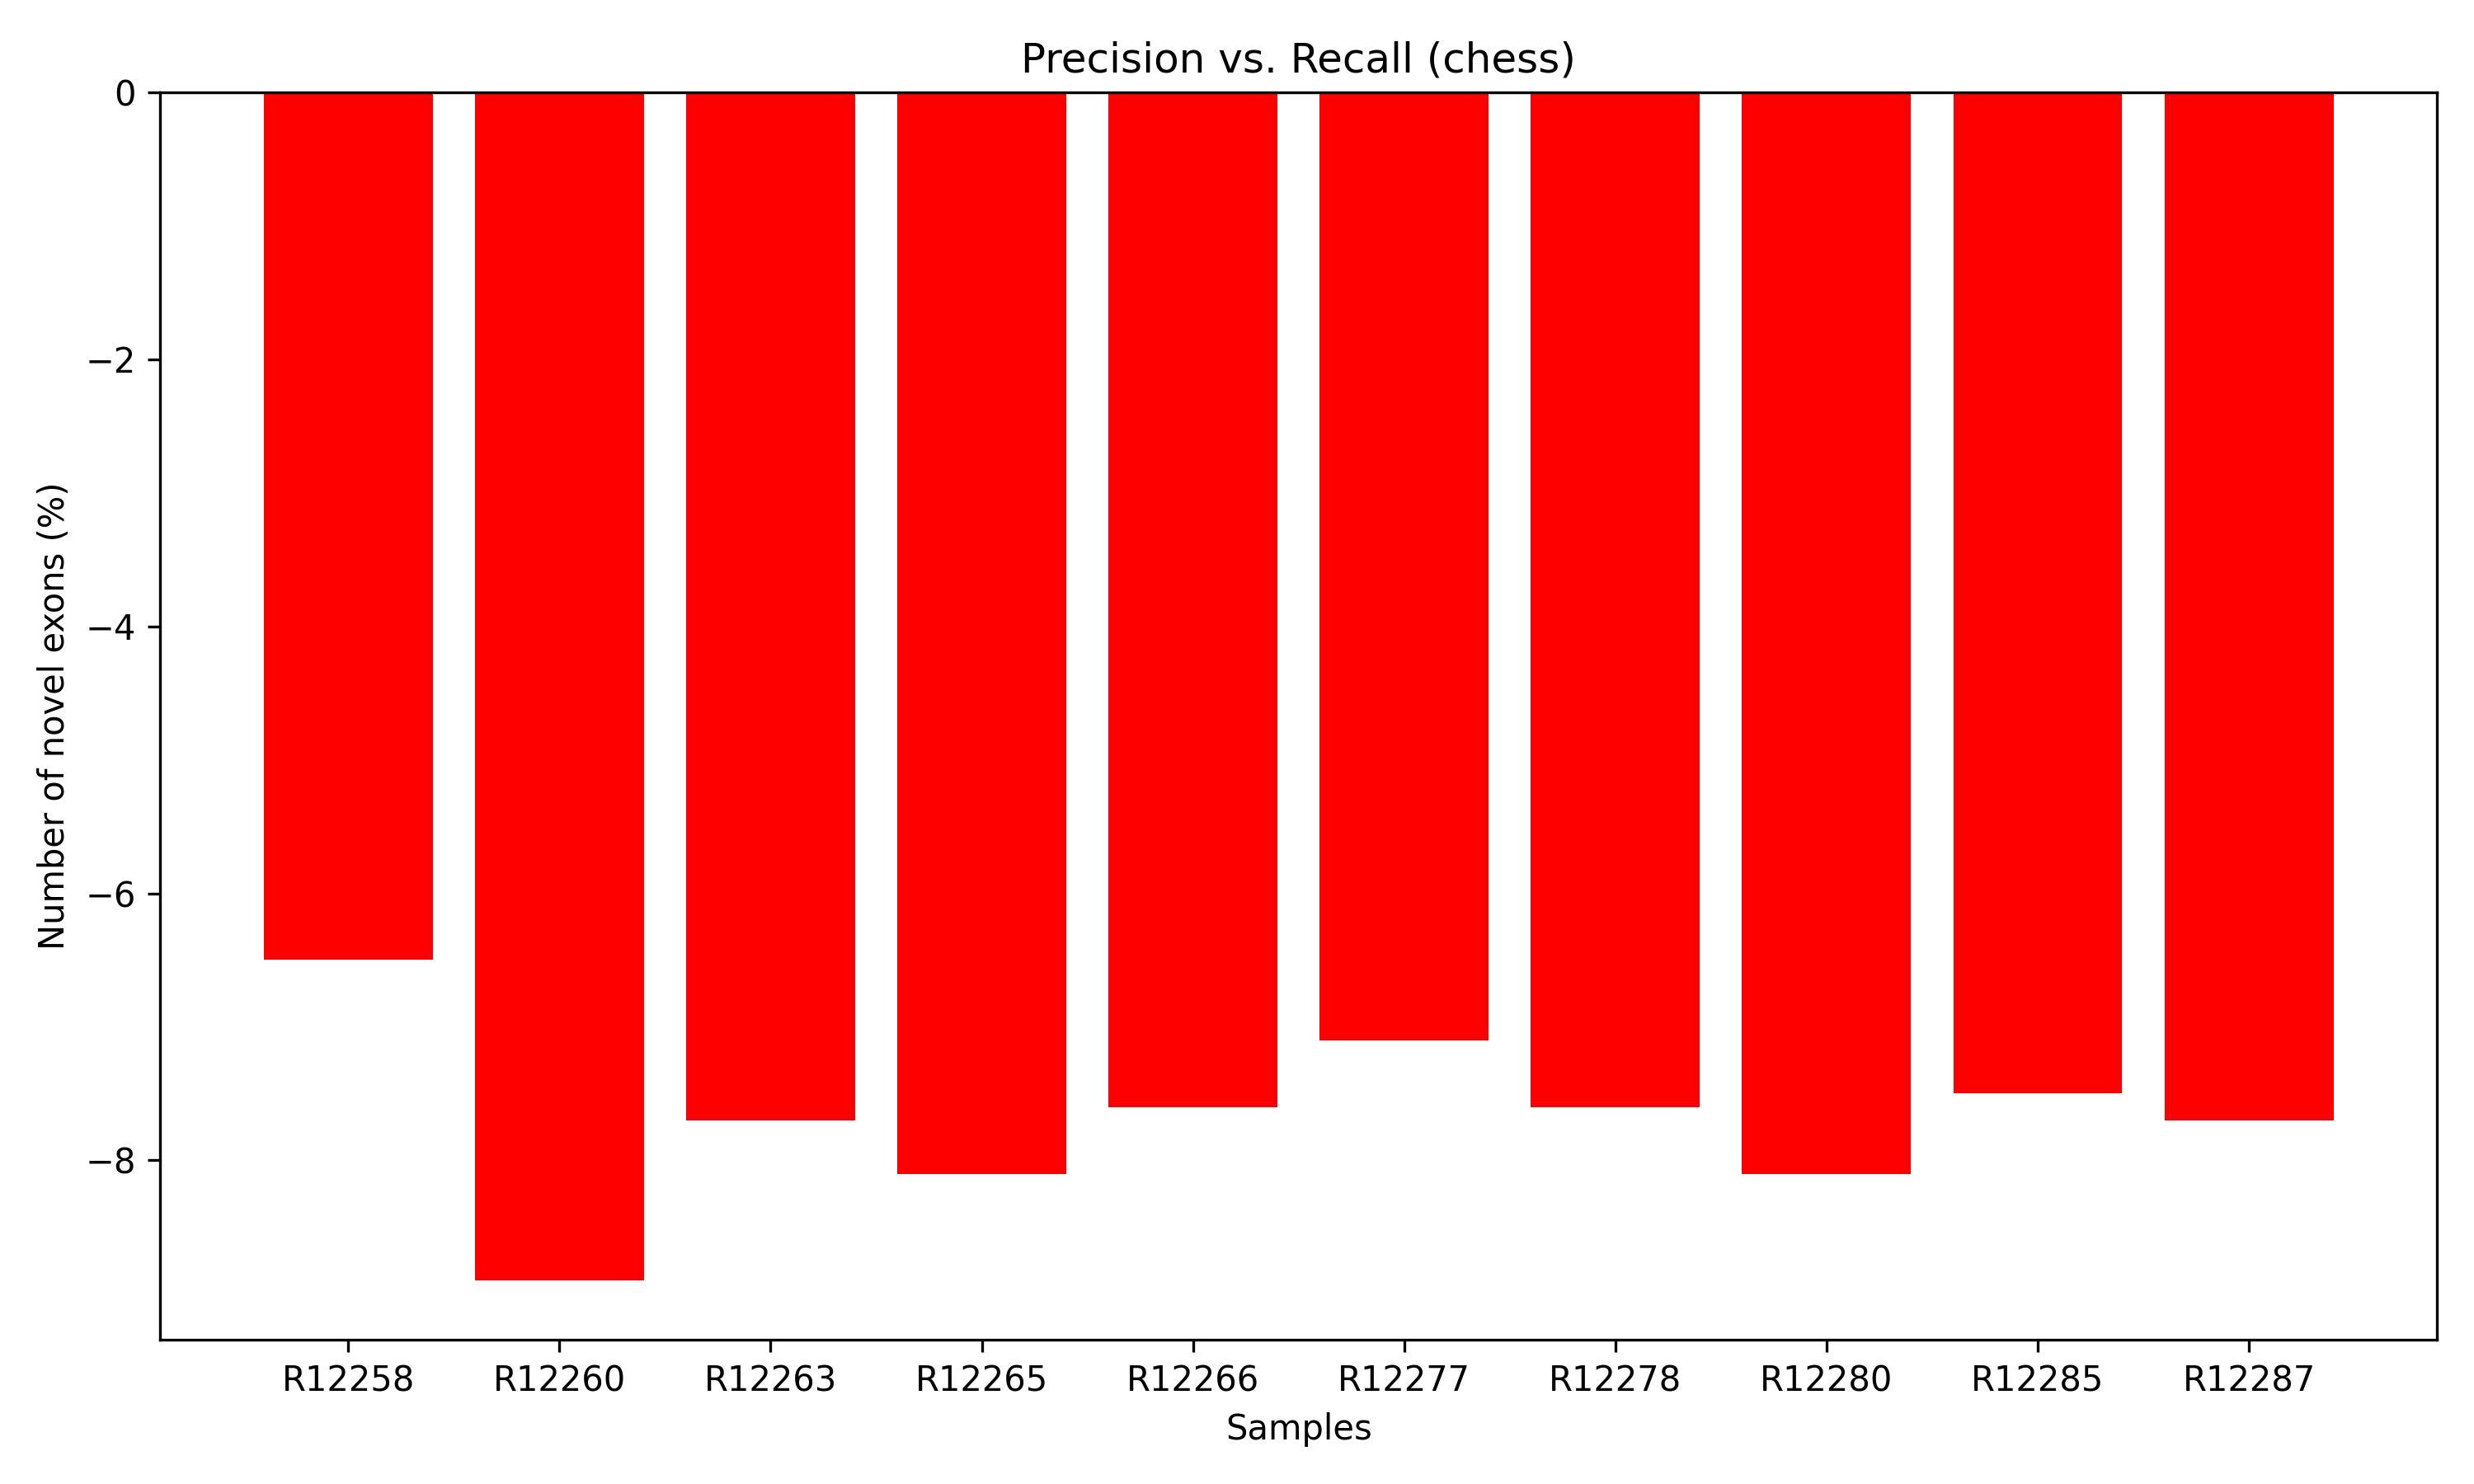 Precision vs. Recall (chess)
0
−2
−4
−6
−8
Number of novel exons (%)
R12258 R12260 R12263 R12265 R12266 R12277 R12278 R12280 R12285 R12287
Samples